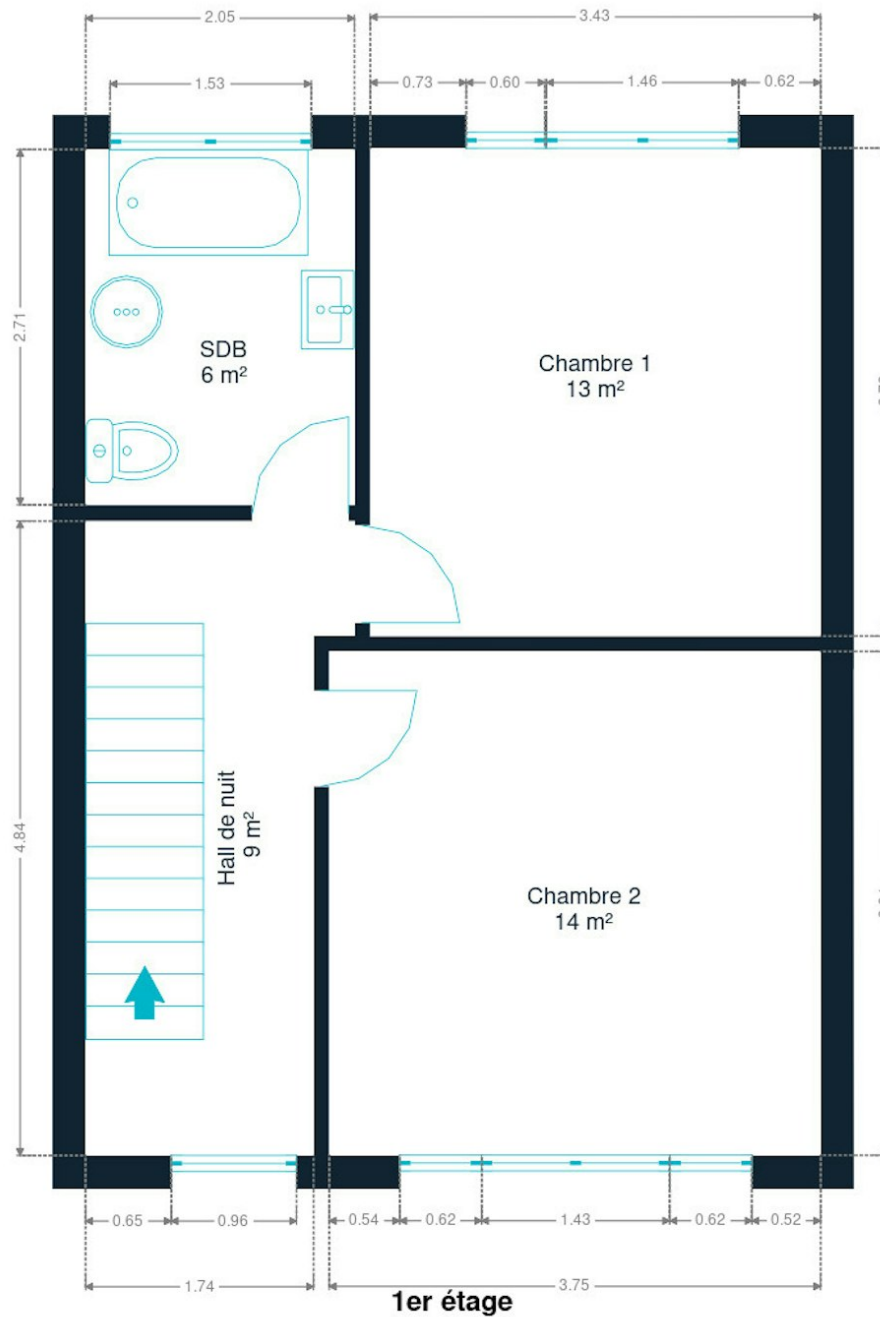 2.05
3.43
1.53
0.73
0.60
1.46
0.62
2.71
SDB
6 m²
Chambre 1
13 m²
4.84
Hall de nuit
9 m²
Chambre 2
14 m²
0.65
0.96
0.54
0.62
1.43
0.62
0.52
1.74
3.75
1er étage